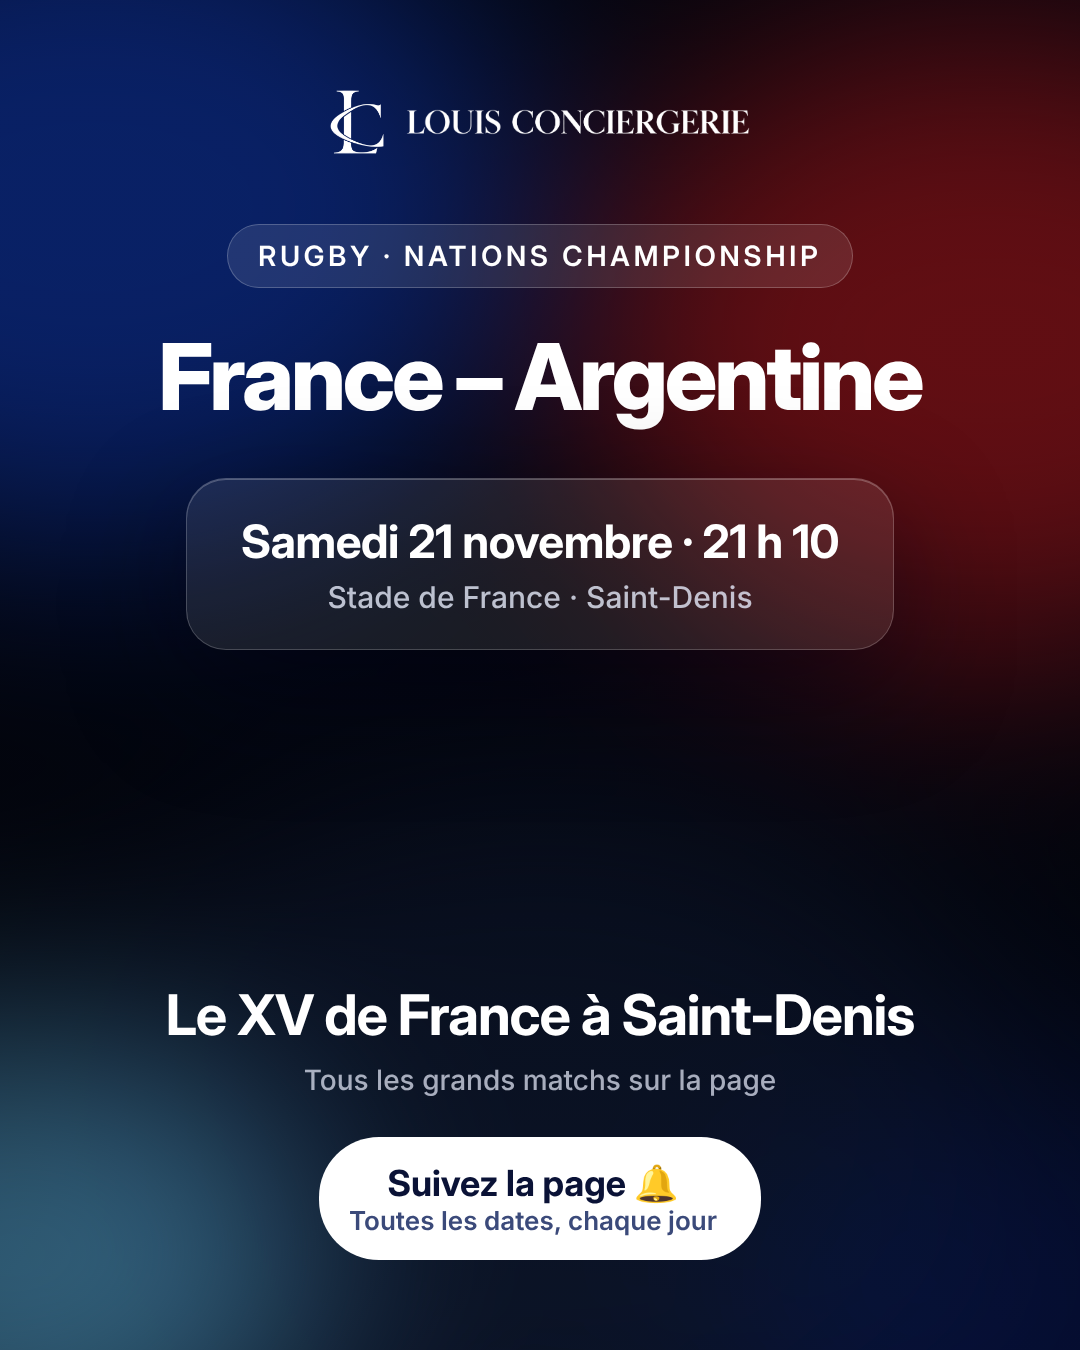 LC LOUIS CONCIERGERIE
RUGBY · NATIONS CHAMPIONSHIP
France – Argentine
Samedi 21 novembre · 21 h 10
Stade de France · Saint-Denis
Le XV de France à Saint-Denis
Tous les grands matchs sur la page
Suivez la page 🔔
Toutes les dates, chaque jour